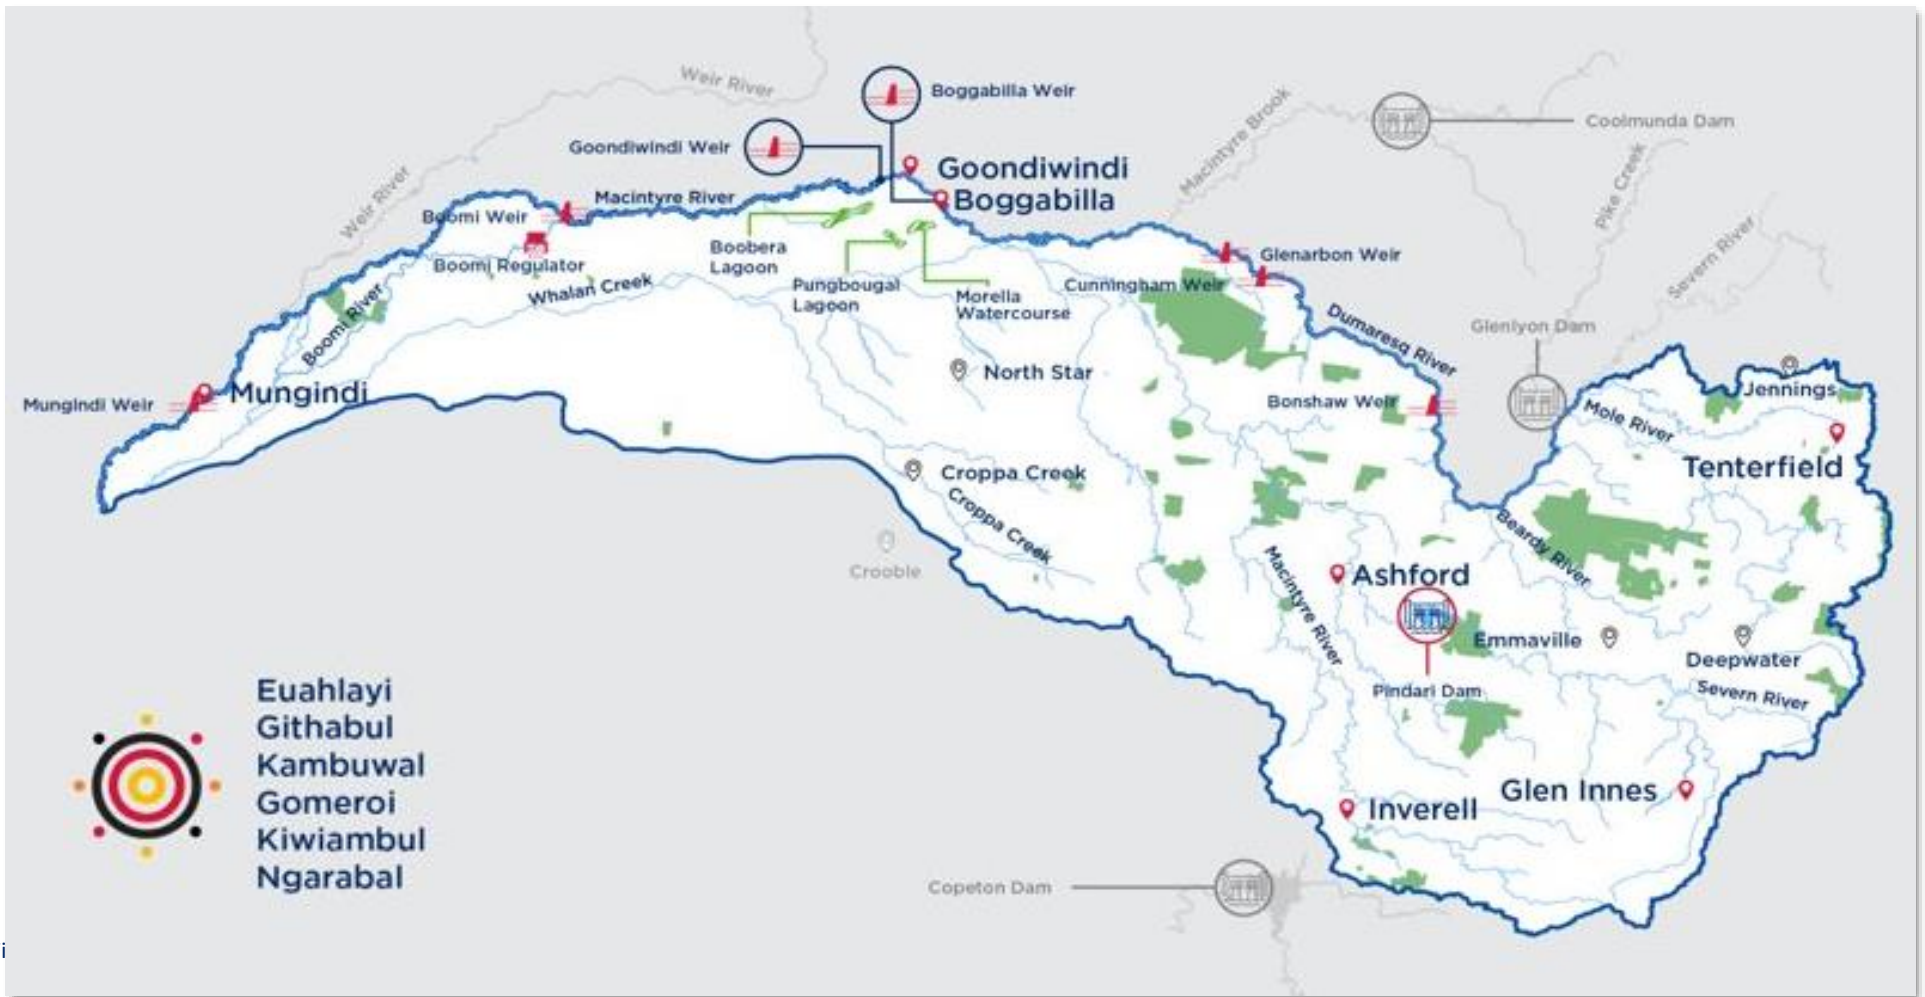 Weir River
Boggabilla Weir
Macintyre Brook
Coolmunda Dam
Goondiwindi Weir
Goondiwindi
Boggabilla
Weir River
Boomi Weir
Macintyre River
Pike Creek
Severn River
Boomi Regulator
Boobera
Lagoon
Glenarbon Weir
Whalan Creek
Pungbougal
Lagoon
Morella
Watercourse
Cunningham Weir
Boomi River
Dumaresq River
Glenlyon Dam
North Star
Mungindi Weir
Mungindi
Bonshaw Weir
Mole River
Jennings
Tenterfield
Croppa Creek
Croppa Creek
Beardy River
Crooble
Macintyre River
Ashford
Emmaville
Deepwater
Pindari Dam
Severn River
Euahlayi
Githabul
Kambuwal
Gomeroi
Kiwiambul
Ngarabal
Glen Innes
Inverell
Copeton Dam
i